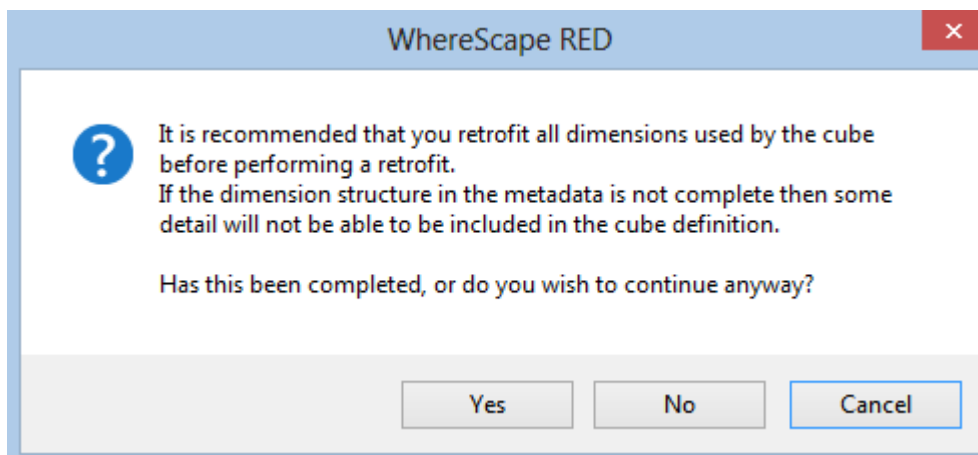 WhereScape RED
It is recommended that you retrofit all dimensions used by the cube
before performing a retrofit.
If the dimension structure in the metadata is not complete then some
detail will not be able to be included in the cube definition.
Has this been completed, or do you wish to continue anyway?
Yes No Cancel